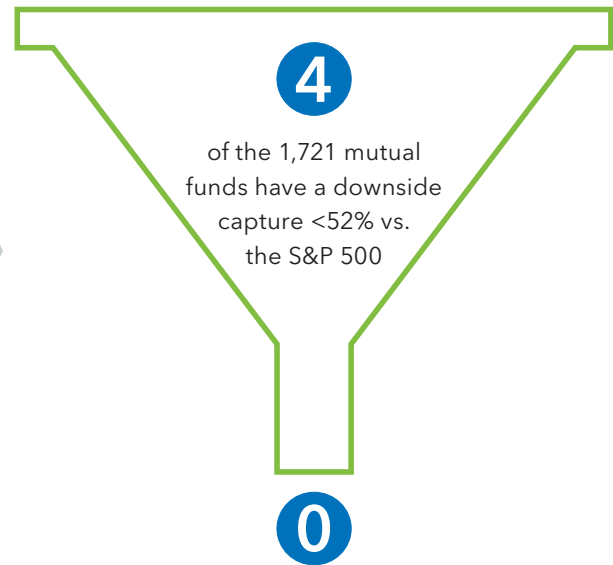 4
of the 1,721 mutual
funds have a downside
capture <52% vs.
the S&P 500
0